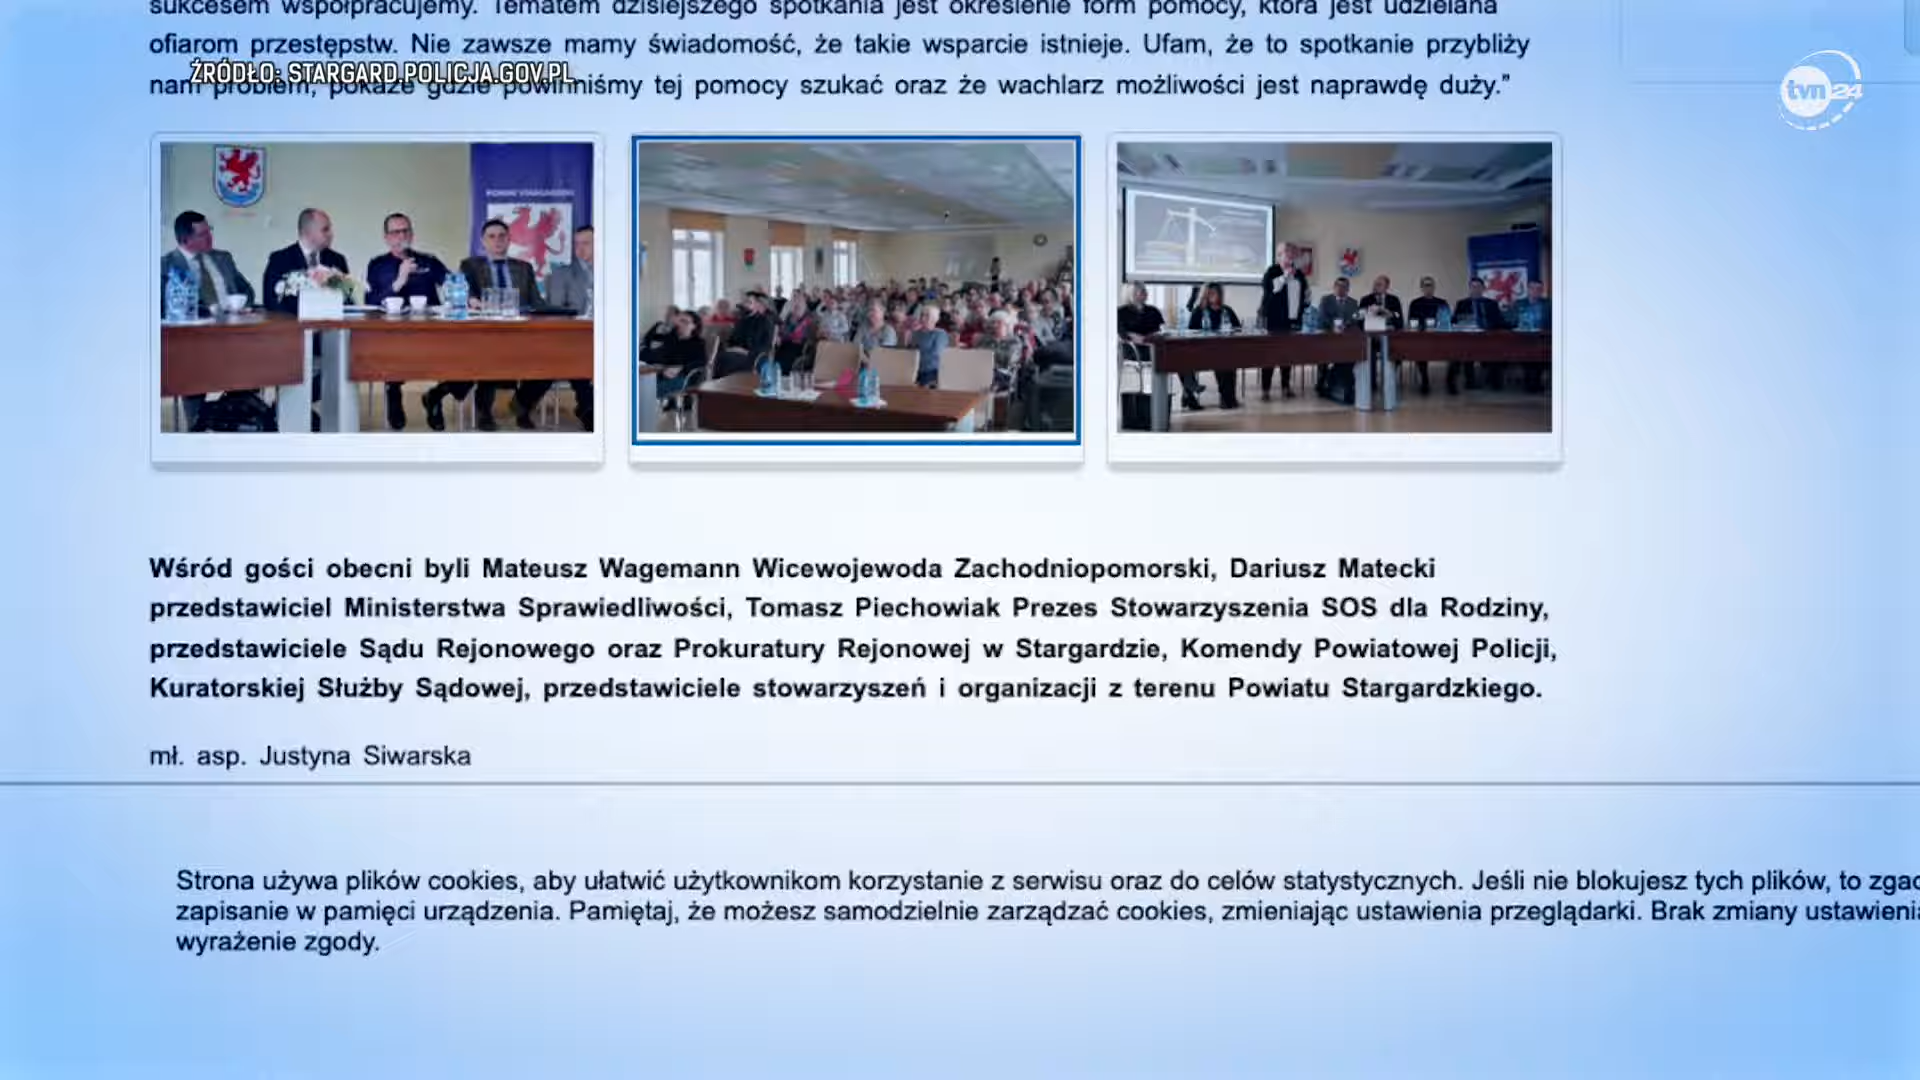 sukcesem współpracujemy. Tematem dzisiejszego spotkania jest określenie form pomocy, która jest udzielana
ofiarom przestępstw. Nie zawsze mamy świadomość, że takie wsparcie istnieje. Ufam, że to spotkanie przybliży
ŹRÓDŁO: STARGARD.POLICJA.GOV.PL
nam problem, pokaże gdzie powinniśmy tej pomocy szukać oraz że wachlarz możliwości jest naprawdę duży.”
tvn24
Wśród gości obecni byli Mateusz Wagemann Wicewojewoda Zachodniopomorski, Dariusz Matecki
przedstawiciel Ministerstwa Sprawiedliwości, Tomasz Piechowiak Prezes Stowarzyszenia SOS dla Rodziny,
przedstawiciele Sądu Rejonowego oraz Prokuratury Rejonowej w Stargardzie, Komendy Powiatowej Policji,
Kuratorskiej Służby Sądowej, przedstawiciele stowarzyszeń i organizacji z terenu Powiatu Stargardzkiego.
mł. asp. Justyna Siwarska
Strona używa plików cookies, aby ułatwić użytkownikom korzystanie z serwisu oraz do celów statystycznych. Jeśli nie blokujesz tych plików, to zgad
zapisanie w pamięci urządzenia. Pamiętaj, że możesz samodzielnie zarządzać cookies, zmieniając ustawienia przeglądarki. Brak zmiany ustawieni
wyrażenie zgody.